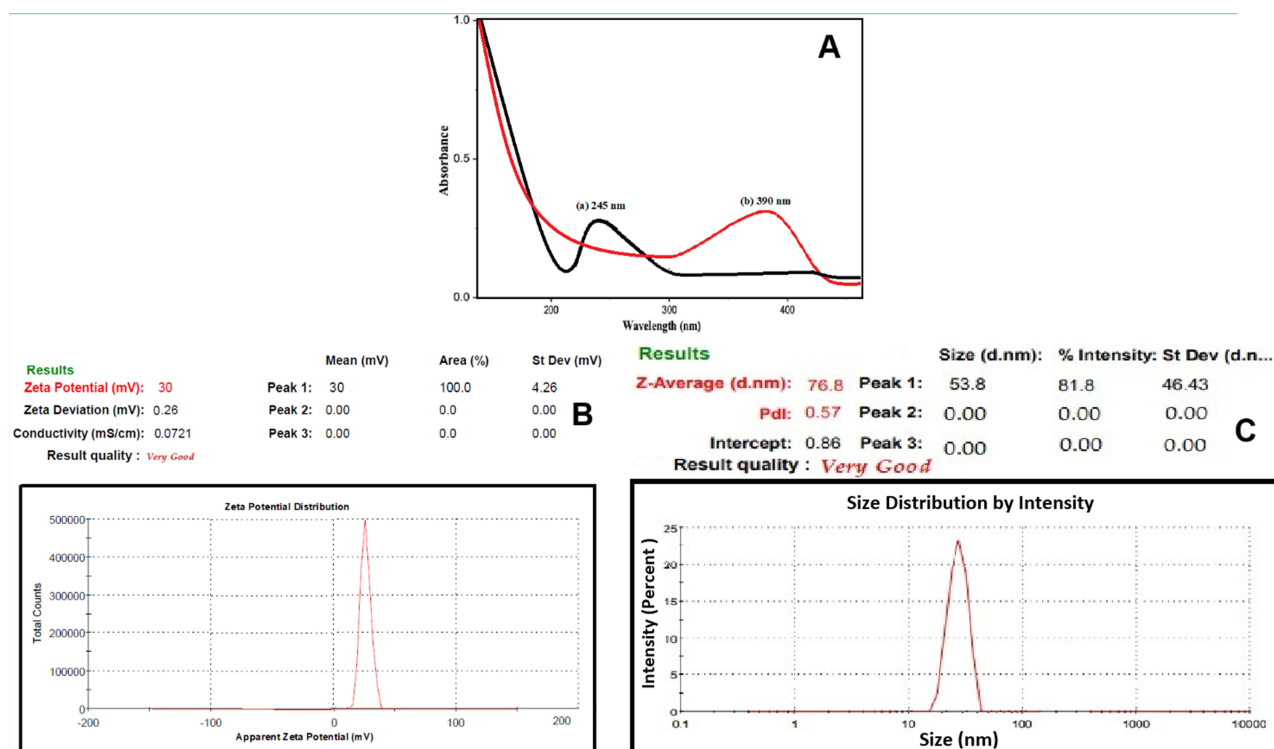 A
1.0
0.5
0.0
Absorbance
(a) 245 nm
(b) 390 nm
200 300 400
Wavelength (nm)
Results
Mean (mV) Area (%) St Dev (mV)
Zeta Potential (mV): 30 Peak 1: 30 100.0 4.26
Zeta Deviation (mV): 0.26 Peak 2: 0.00 0.0 0.00
Conductivity (mS/cm): 0.0721 Peak 3: 0.00 0.0 0.00
Result quality : Very Good
B
Zeta Potential Distribution
500000
400000
300000
200000
100000
0
Total Counts
-200 -100 0 100 200
Apparent Zeta Potential (mV)
Results
Size (d.nm): % Intensity: St Dev (d.n...
Z-Average (d.nm): 76.8 Peak 1: 53.8 81.8 46.43
PdI: 0.57 Peak 2: 0.00 0.00 0.00
Intercept: 0.86 Peak 3: 0.00 0.00 0.00
Result quality : Very Good
C
Size Distribution by Intensity
25
20
15
10
5
0
Intensity (Percent )
0.1 1 10 100 1000 10000
Size (nm)